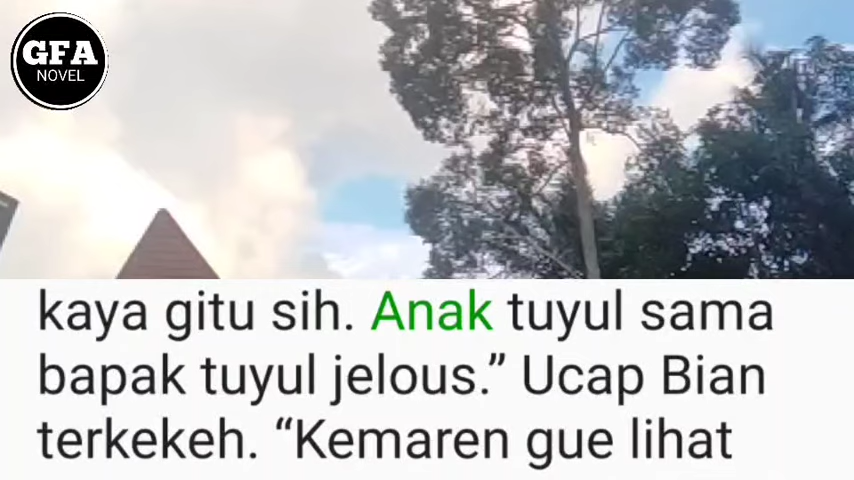 GFA
NOVEL
kaya gitu sih. Anak tuyul sama
bapak tuyul jelous.” Ucap Bian
terkekeh. “Kemaren gue lihat